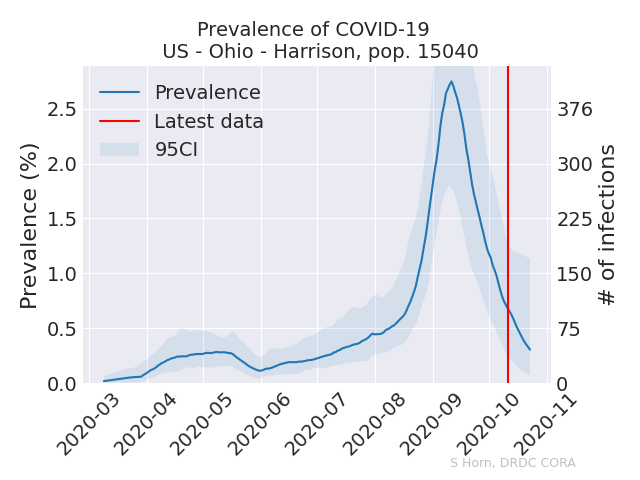 Prevalence of COVID-19
US - Ohio - Harrison, pop. 15040
Prevalence
Latest data
95CI
Prevalence (%)
2.5
2.0
1.5
1.0
0.5
0.0
376
300
225
150
75
0
# of infections
2020-03
2020-04
2020-05
2020-06
2020-07
2020-08
2020-09
2020-10
2020-11
S Horn, DRDC CORA